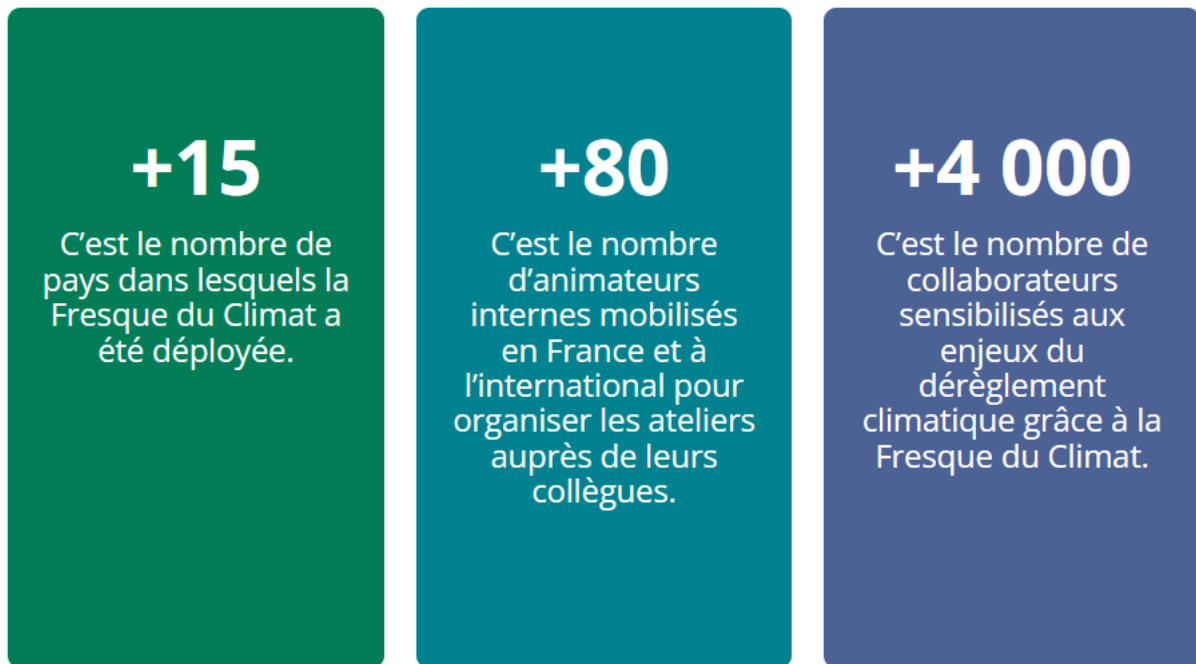 +15
C’est le nombre de
pays dans lesquels la
Fresque du Climat a
été déployée.
+80
C’est le nombre
d’animateurs
internes mobilisés
en France et à
l’international pour
organiser les ateliers
auprès de leurs
collègues.
+4 000
C’est le nombre de
collaborateurs
sensibilisés aux
enjeux du
dérèglement
climatique grâce à la
Fresque du Climat.